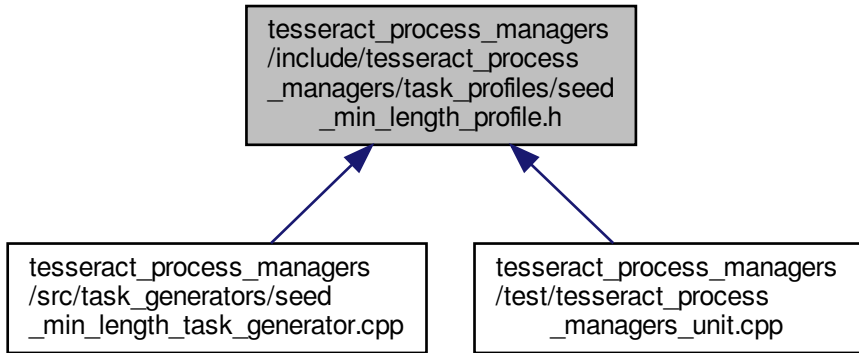 tesseract_process_managers
/include/tesseract_process
_managers/task_profiles/seed
_min_length_profile.h
tesseract_process_managers
/src/task_generators/seed
_min_length_task_generator.cpp
tesseract_process_managers
/test/tesseract_process
_managers_unit.cpp